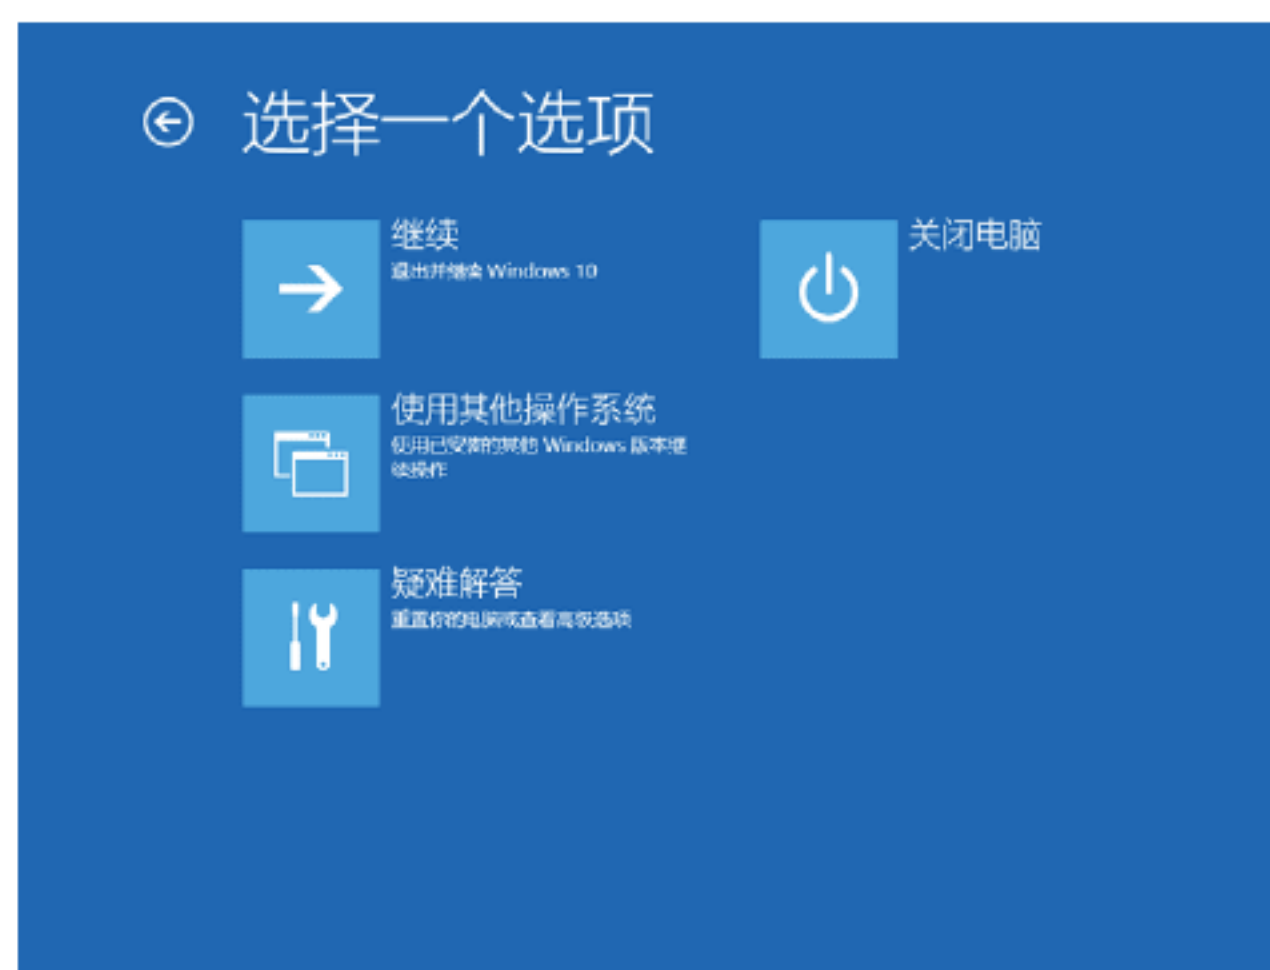 选择一个选项
继续
退出并继续 Windows 10
关闭电脑
使用其他操作系统
使用已安装的其他 Windows 版本继
续操作
疑难解答
重置你的电脑或查看高级选项